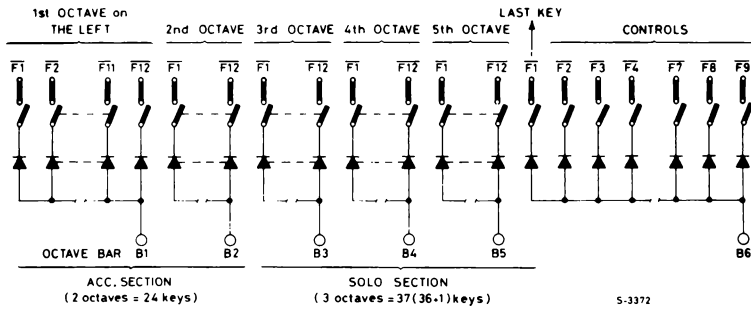 1st OCTAVE on
THE LEFT
2nd OCTAVE 3rd OCTAVE 4th OCTAVE 5th OCTAVE
LAST KEY
CONTROLS
F1 F2 F11 F12 F1 F12 F1 F12 F1 F12 F1 F12 F1 F2 F3 F4 F7 F8 F9
OCTAVE BAR B1 B2 B3 B4 B5 B6
ACC. SECTION
(2 octaves = 24 keys)
SOLO SECTION
(3 octaves = 37(36+1) keys)
S-3372